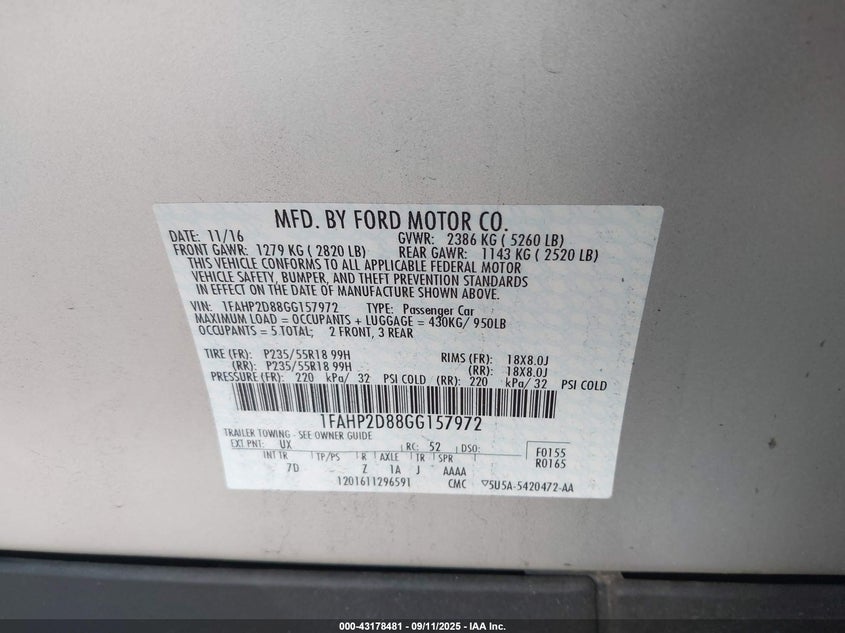 MFD. BY FORD MOTOR CO.
DATE: 11/16 GVWR: 2386 KG ( 5260 LB)
FRONT GAWR: 1279 KG ( 2820 LB) REAR GAWR: 1143 KG ( 2520 LB)
THIS VEHICLE CONFORMS TO ALL APPLICABLE FEDERAL MOTOR
VEHICLE SAFETY, BUMPER, AND THEFT PREVENTION STANDARDS
IN EFFECT ON THE DATE OF MANUFACTURE SHOWN ABOVE.
VIN: 1FAHP2D88GG157972 TYPE: Passenger Car
MAXIMUM LOAD = OCCUPANTS + LUGGAGE = 430KG/ 950LB
OCCUPANTS = 5 TOTAL; 2 FRONT, 3 REAR
TIRE (FR): P235/55R18 99H RIMS (FR): 18X8.0J
(RR): P235/55R18 99H (RR): 18X8.0J
PRESSURE (FR): 220 kPa/ 32 PSI COLD (RR): 220 kPa/ 32 PSI COLD
1FAHP2D88GG157972
TRAILER TOWING - SEE OWNER GUIDE
EXT PNT: UX RC: 52 DSO: F0155
INT TR TP/PS R AXLE TR SPR R0165
7D Z 1A J AAAA
1201611296591 CMC 5U5A-5420472-AA
000-43178481 - 09/11/2025 - IAA Inc.